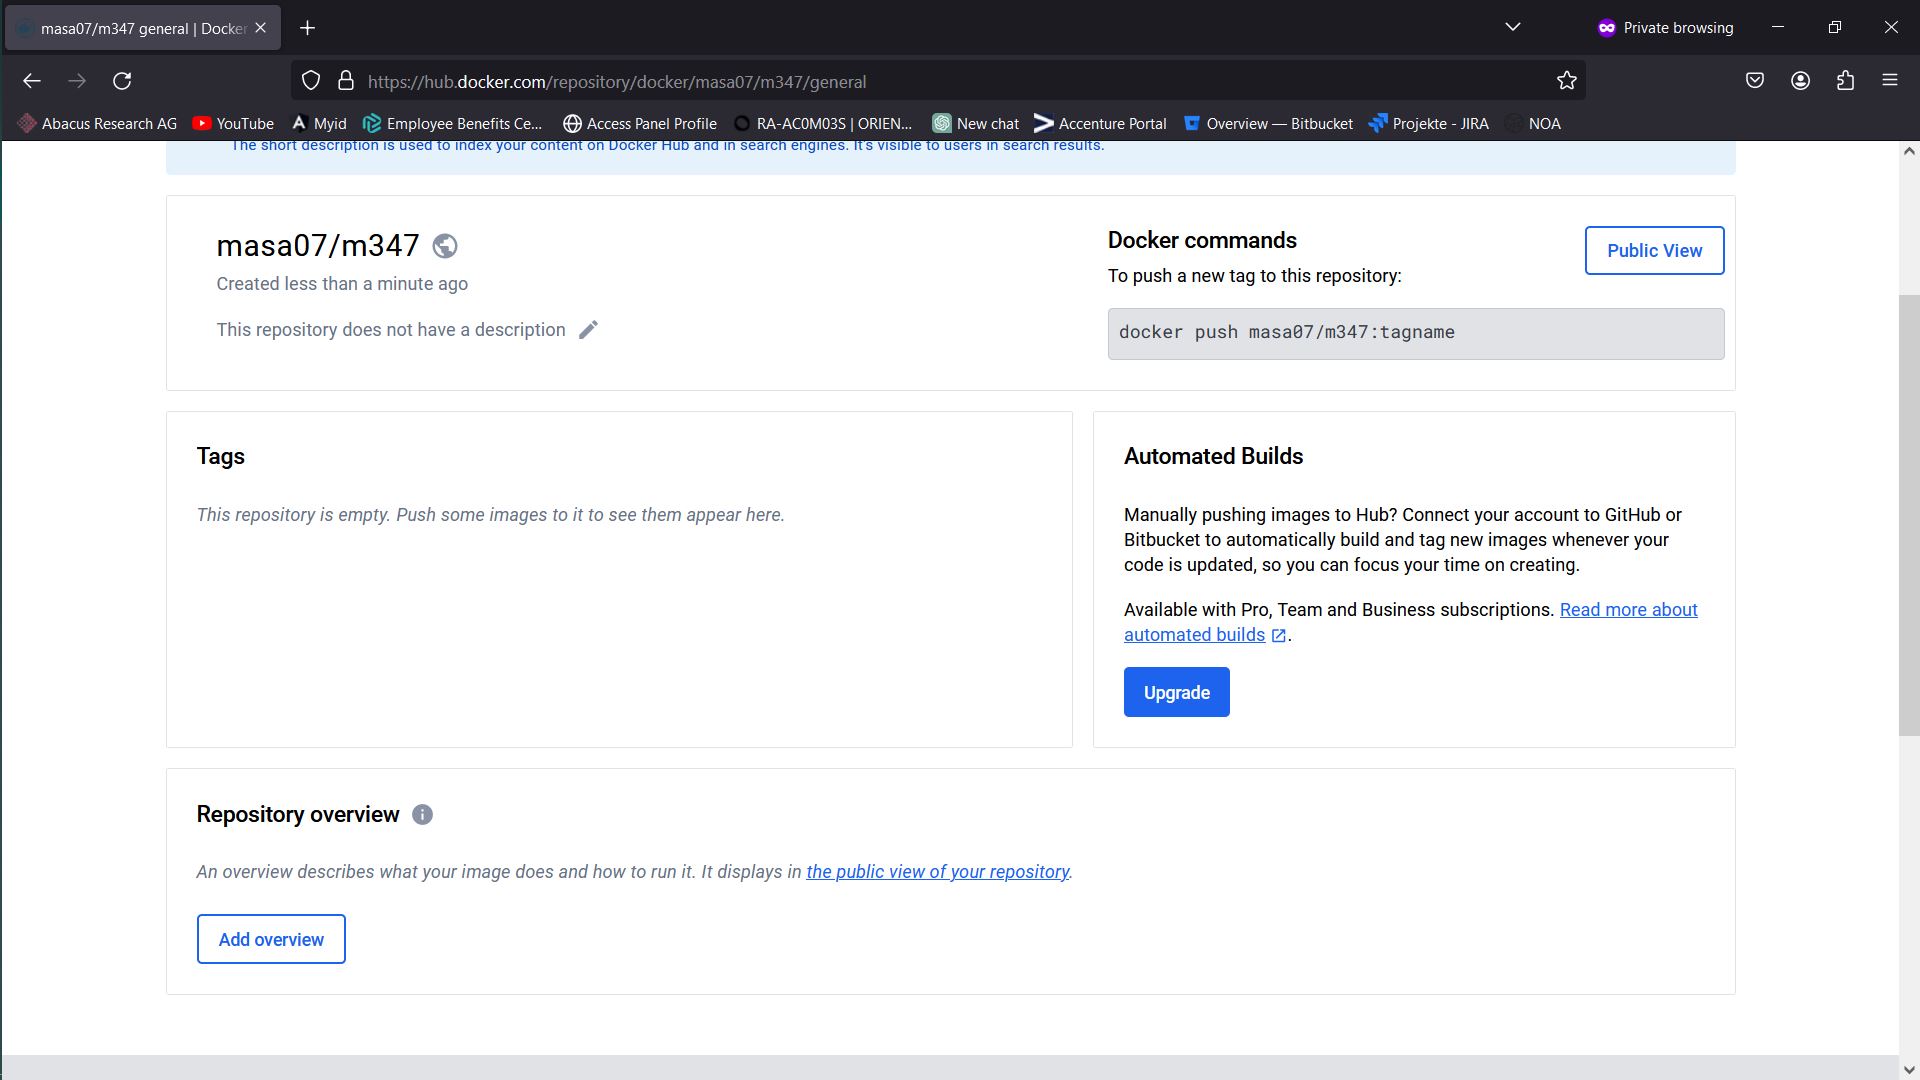 masa07/m347 general | Docker
Private browsing
https://hub.docker.com/repository/docker/masa07/m347/general
Abacus Research AG YouTube Myid Employee Benefits Ce... Access Panel Profile RA-AC0M03S | ORIEN... New chat Accenture Portal Overview — Bitbucket Projekte - JIRA NOA
The short description is used to index your content on Docker Hub and in search engines. It's visible to users in search results.
masa07/m347
Created less than a minute ago
This repository does not have a description
Docker commands
Public View
To push a new tag to this repository:
docker push masa07/m347:tagname
Tags
This repository is empty. Push some images to it to see them appear here.
Automated Builds
Manually pushing images to Hub? Connect your account to GitHub or
Bitbucket to automatically build and tag new images whenever your
code is updated, so you can focus your time on creating.
Available with Pro, Team and Business subscriptions. Read more about
automated builds .
Upgrade
Repository overview
An overview describes what your image does and how to run it. It displays in the public view of your repository.
Add overview